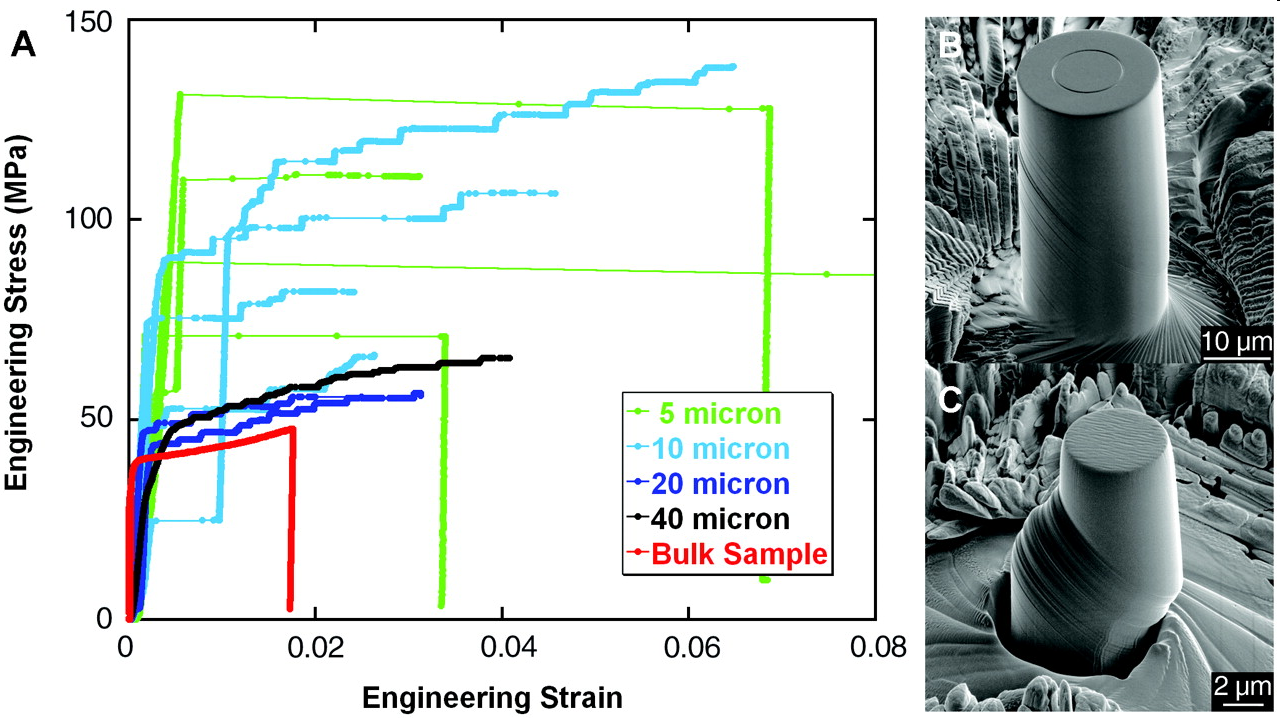 A
150
100
50
0
0
0.02
0.04
0.06
0.08
Engineering Stress (MPa)
Engineering Strain
5 micron
10 micron
20 micron
40 micron
Bulk Sample
B
10 µm
C
2 µm